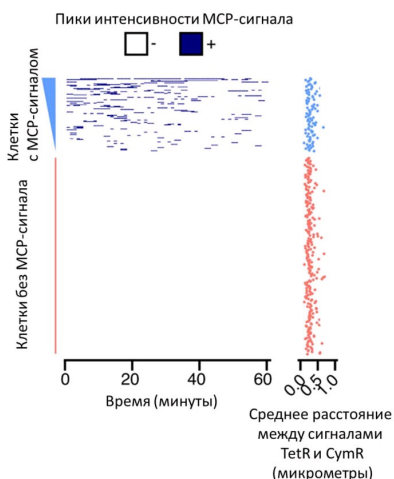 Пики интенсивности MCP-сигнала
- +
Клетки
с MCP-сигналом
Клетки без MCP-сигнала
0 20 40 60
Время (минуты)
0.0 0.5 1.0
Среднее расстояние
между сигналами
TetR и CymR
(микрометры)